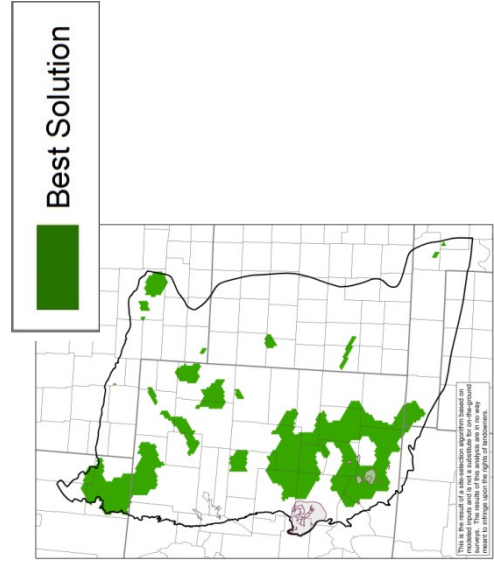 Best Solution
This is the result of a site-selection algorithm based on
modeled inputs and is not a substitute for on-the-ground
surveys. The results of this analysis are in no way
meant to infringe upon the rights of landowners.